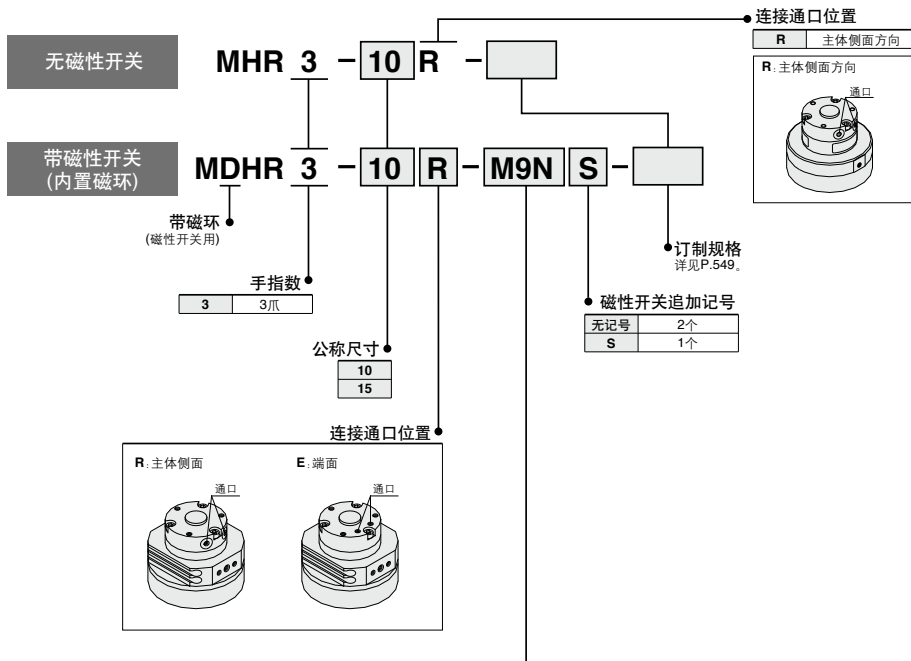 连接通口位置
R 主体侧面方向
R:主体侧面方向
通口
无磁性开关
MHR 3 - 10 R -
带磁性开关
(内置磁环)
MDHR 3 - 10 R - M9N S -
带磁环
(磁性开关用)
订制规格
详见P.549。
手指数
3 3爪
磁性开关追加记号
无记号 2个
S 1个
公称尺寸
10
15
连接通口位置
R:主体侧面 E:端面
通口 通口